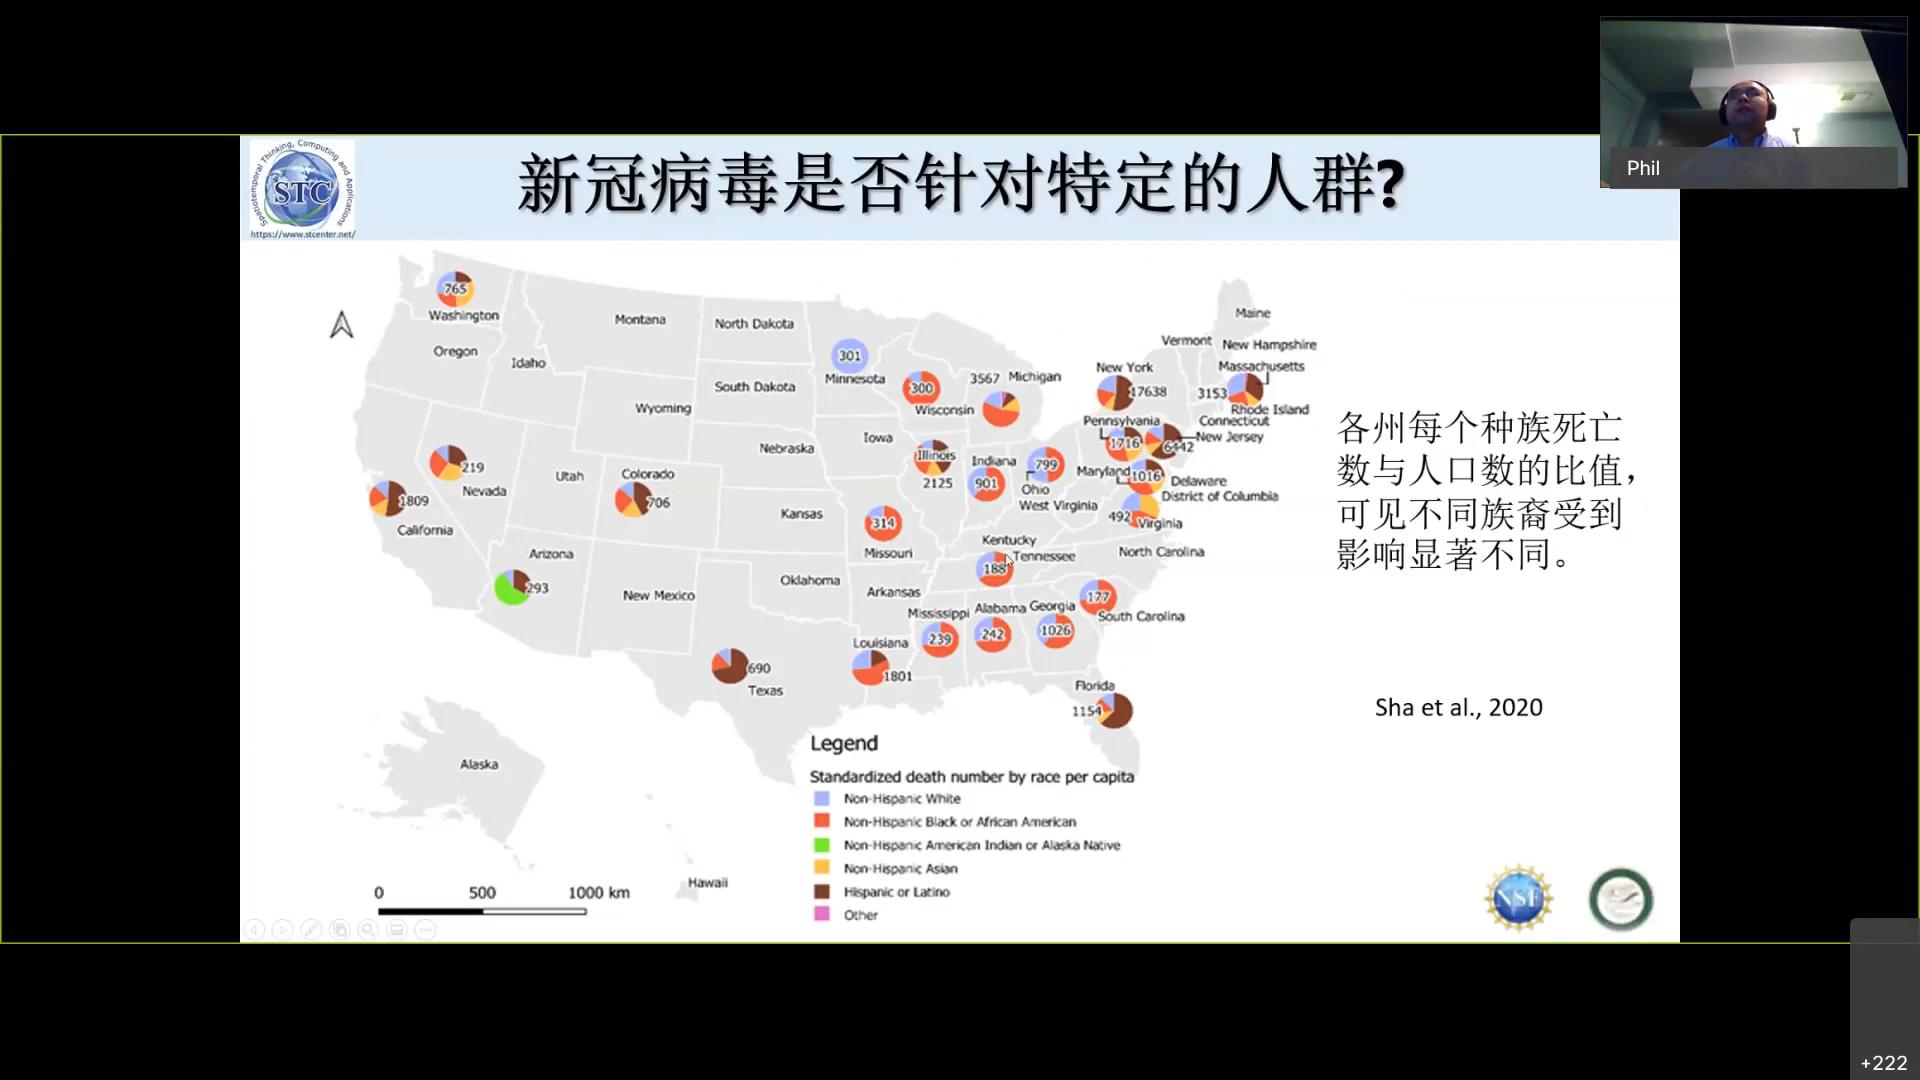 Phil
Spatiotemporal Thinking, Computing and Applications
STC
https://www.stcenter.net/
新冠病毒是否针对特定的人群?
765
Washington
Montana
North Dakota
Maine
Oregon
Idaho
301
Minnesota
Vermont
New Hampshire
South Dakota
300
Wisconsin
3567
Michigan
New York
17638
Massachusetts
3153
Rhode Island
Connecticut
Wyoming
Pennsylvania
1716
6442
New Jersey
Nebraska
Iowa
Illinois
2125
Indiana
901
799
Ohio
Maryland
1016
Delaware
District of Columbia
219
Nevada
Utah
Colorado
706
West Virginia
492
Virginia
1809
California
Kansas
314
Missouri
Kentucky
Tennessee
188
North Carolina
Arizona
293
New Mexico
Oklahoma
Arkansas
Mississippi
239
Alabama
242
Georgia
1026
177
South Carolina
690
Texas
Louisiana
1801
Florida
1154
Alaska
Hawaii
各州每个种族死亡
数与人口数的比值，
可见不同族裔受到
影响显著不同。
Sha et al., 2020
Legend
Standardized death number by race per capita
Non-Hispanic White
Non-Hispanic Black or African American
Non-Hispanic American Indian or Alaska Native
Non-Hispanic Asian
Hispanic or Latino
Other
0 500 1000 km
NSF
+222